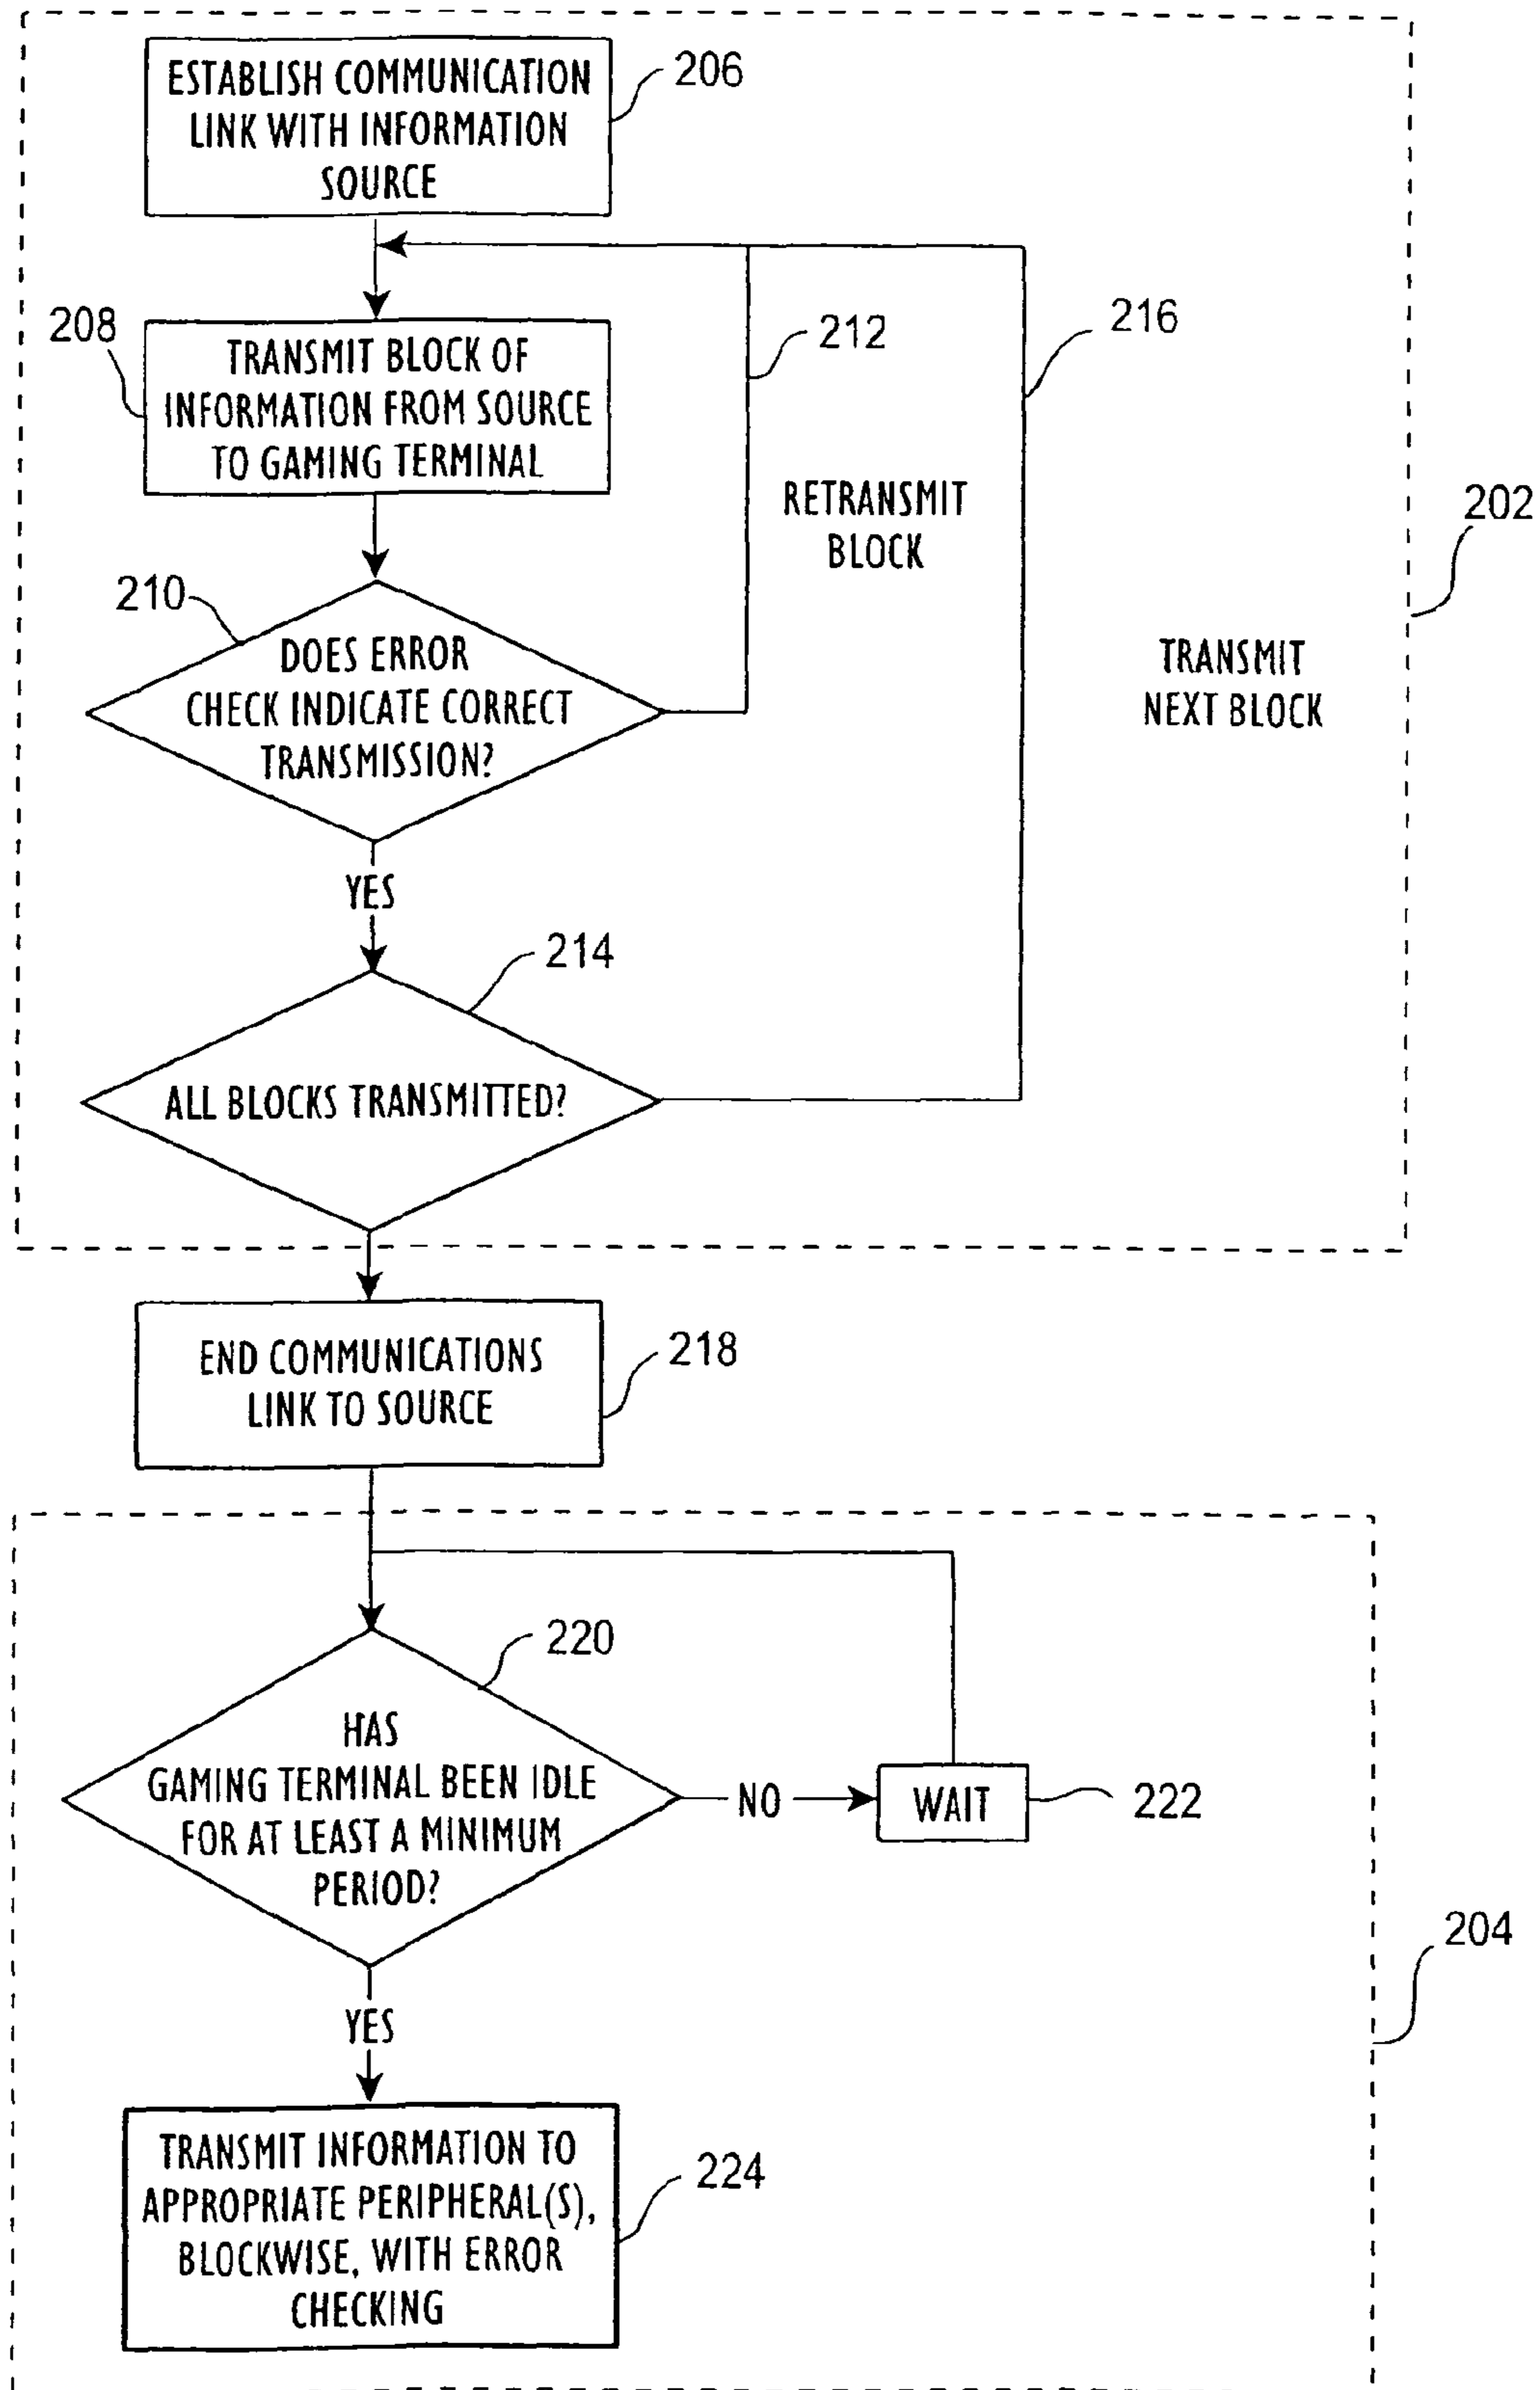 ESTABLISH COMMUNICATION
LINK WITH INFORMATION
SOURCE
206
208
TRANSMIT BLOCK OF
INFORMATION FROM SOURCE
TO GAMING TERMINAL
212
216
RETRANSMIT
BLOCK
202
210
DOES ERROR
CHECK INDICATE CORRECT
TRANSMISSION?
TRANSMIT
NEXT BLOCK
YES
214
ALL BLOCKS TRANSMITTED?
END COMMUNICATIONS
LINK TO SOURCE
218
220
HAS
GAMING TERMINAL BEEN IDLE
FOR AT LEAST A MINIMUM
PERIOD?
NO
WAIT
222
204
YES
TRANSMIT INFORMATION TO
APPROPRIATE PERIPHERAL(S),
BLOCKWISE, WITH ERROR
CHECKING
224